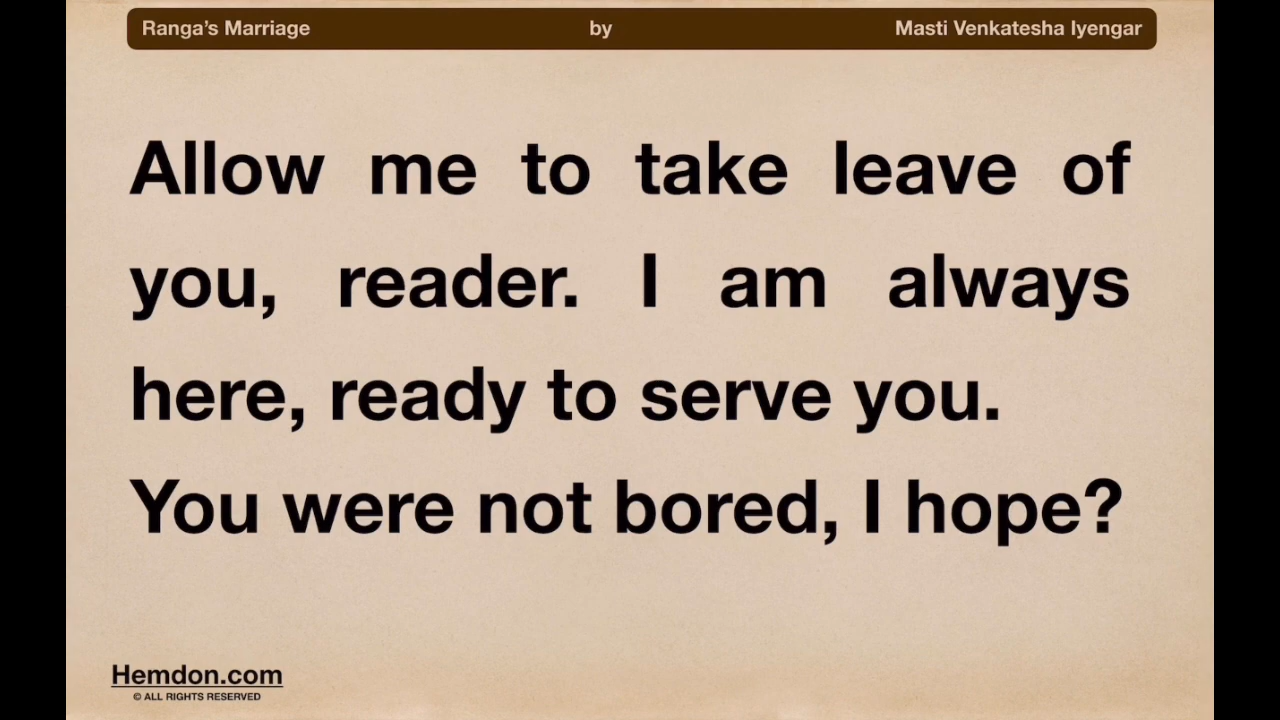 Ranga’s Marriage by Masti Venkatesha Iyengar
Allow me to take leave of
you, reader. I am always
here, ready to serve you.
You were not bored, I hope?
Hemdon.com
© ALL RIGHTS RESERVED